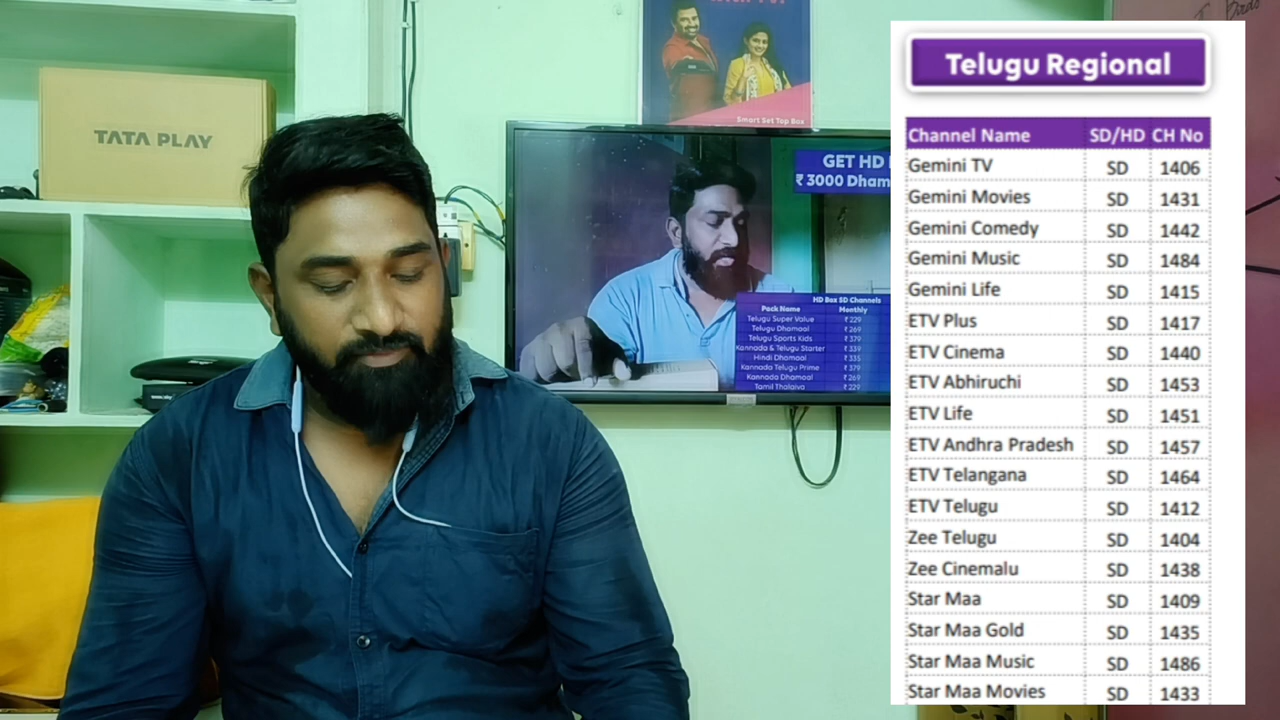 TATA PLAY
Smart Set Top Box
GET HD
₹ 3000 Dham
HD Box SD Channels
Pack Name Monthly
Telugu Super Value ₹ 229
Telugu Dhamaal ₹ 269
Telugu Sports Kids ₹ 379
Kannada & Telugu Starter ₹ 339
Hindi Dhamaal ₹ 335
Kannada Telugu Prime ₹ 379
Kannada Dhamaal ₹ 269
Tamil Thalaiva ₹ 229
Telugu Regional
Channel Name SD/HD CH No
Gemini TV SD 1406
Gemini Movies SD 1431
Gemini Comedy SD 1442
Gemini Music SD 1484
Gemini Life SD 1415
ETV Plus SD 1417
ETV Cinema SD 1440
ETV Abhiruchi SD 1453
ETV Life SD 1451
ETV Andhra Pradesh SD 1457
ETV Telangana SD 1464
ETV Telugu SD 1412
Zee Telugu SD 1404
Zee Cinemalu SD 1438
Star Maa SD 1409
Star Maa Gold SD 1435
Star Maa Music SD 1486
Star Maa Movies SD 1433